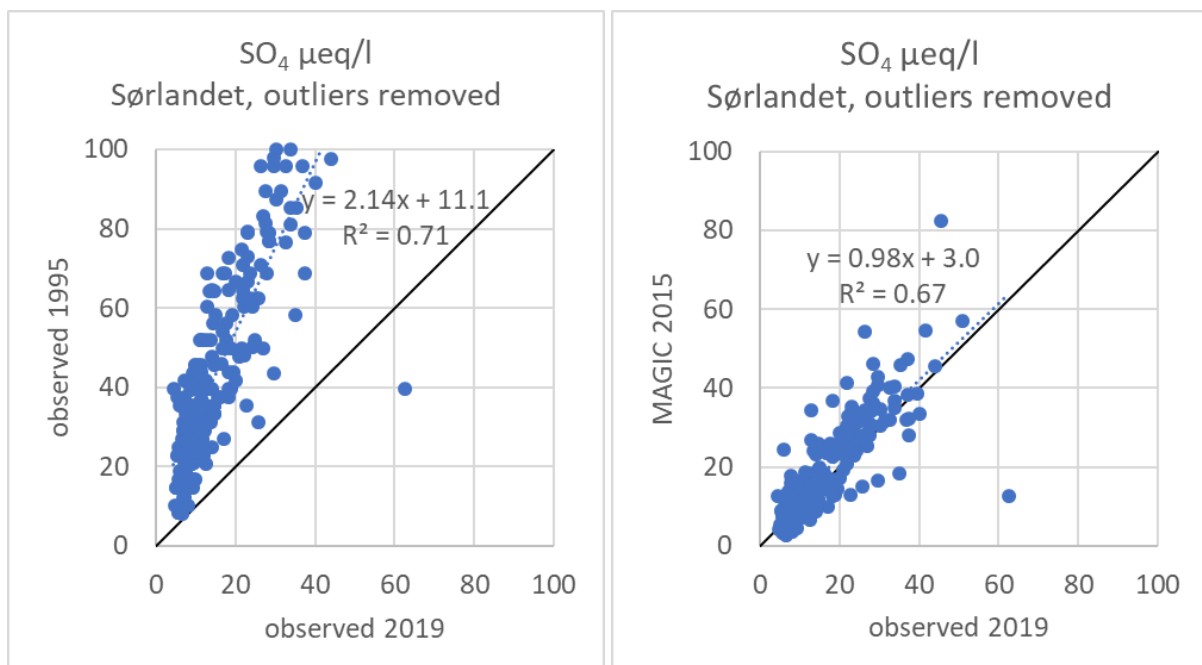 SO₄ µeq/l
Sørlandet, outliers removed
100
80
60
40
20
0
observed 1995
y = 2.14x + 11.1
R² = 0.71
0 20 40 60 80 100
observed 2019
SO₄ µeq/l
Sørlandet, outliers removed
100
80
60
40
20
0
MAGIC 2015
y = 0.98x + 3.0
R² = 0.67
0 20 40 60 80 100
observed 2019